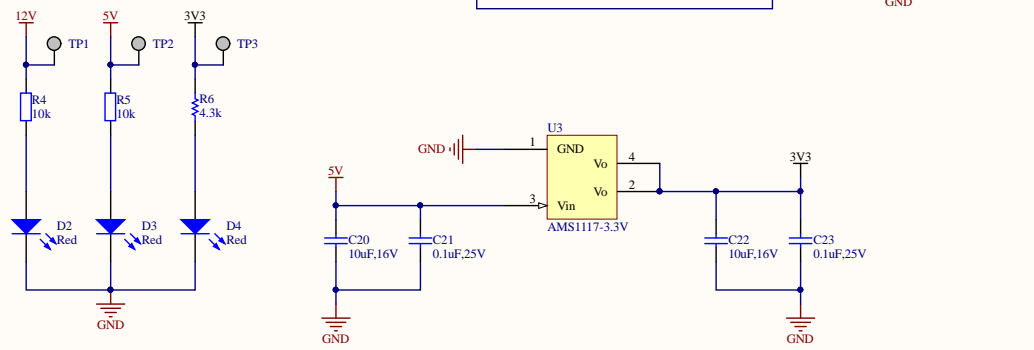 GND
12V
5V
3V3
TP1
TP2
TP3
R4
10k
R5
10k
R6
4.3k
D2
Red
D3
Red
D4
Red
GND
U3
GND
1
GND
Vo
4
Vo
2
3
Vin
AMS1117-3.3V
5V
3V3
C20
10uF,16V
C21
0.1uF,25V
C22
10uF,16V
C23
0.1uF,25V
GND
GND